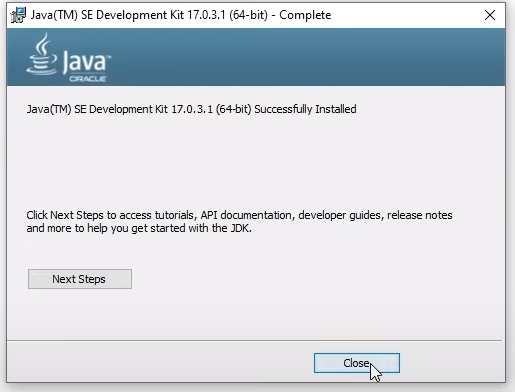 Java(TM) SE Development Kit 17.0.3.1 (64-bit) - Complete
Java™
ORACLE
Java(TM) SE Development Kit 17.0.3.1 (64-bit) Successfully Installed
Click Next Steps to access tutorials, API documentation, developer guides, release notes
and more to help you get started with the JDK.
Next Steps
Close